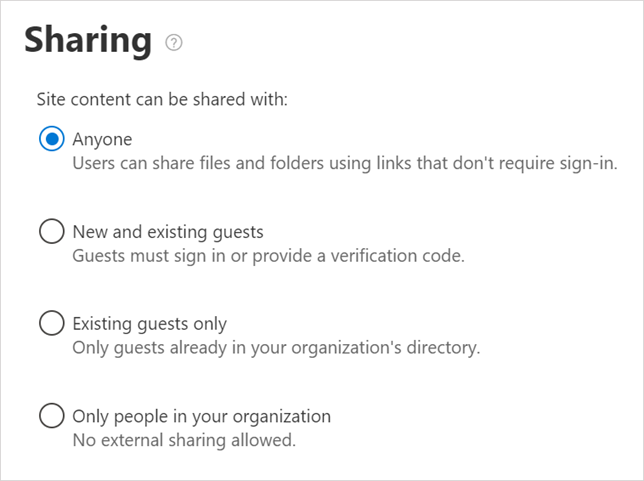 Sharing
Site content can be shared with:
Anyone
Users can share files and folders using links that don't require sign-in.
New and existing guests
Guests must sign in or provide a verification code.
Existing guests only
Only guests already in your organization's directory.
Only people in your organization
No external sharing allowed.